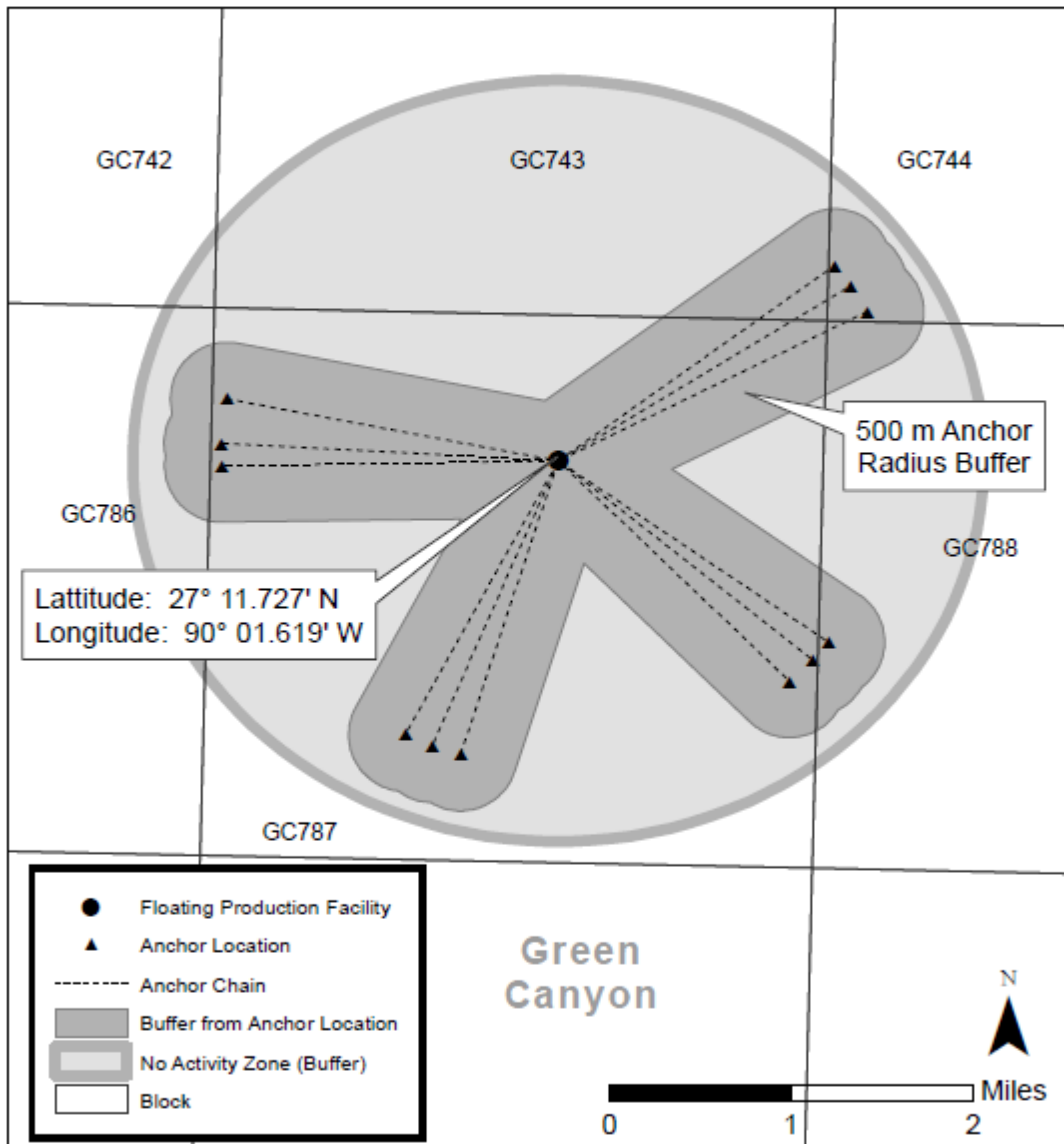 GC742
GC743
GC744
500 m Anchor
Radius Buffer
GC786
GC788
Lattitude: 27° 11.727' N
Longitude: 90° 01.619' W
GC787
Floating Production Facility
Anchor Location
Anchor Chain
Buffer from Anchor Location
No Activity Zone (Buffer)
Block
Green
Canyon
N
Miles
0 1 2